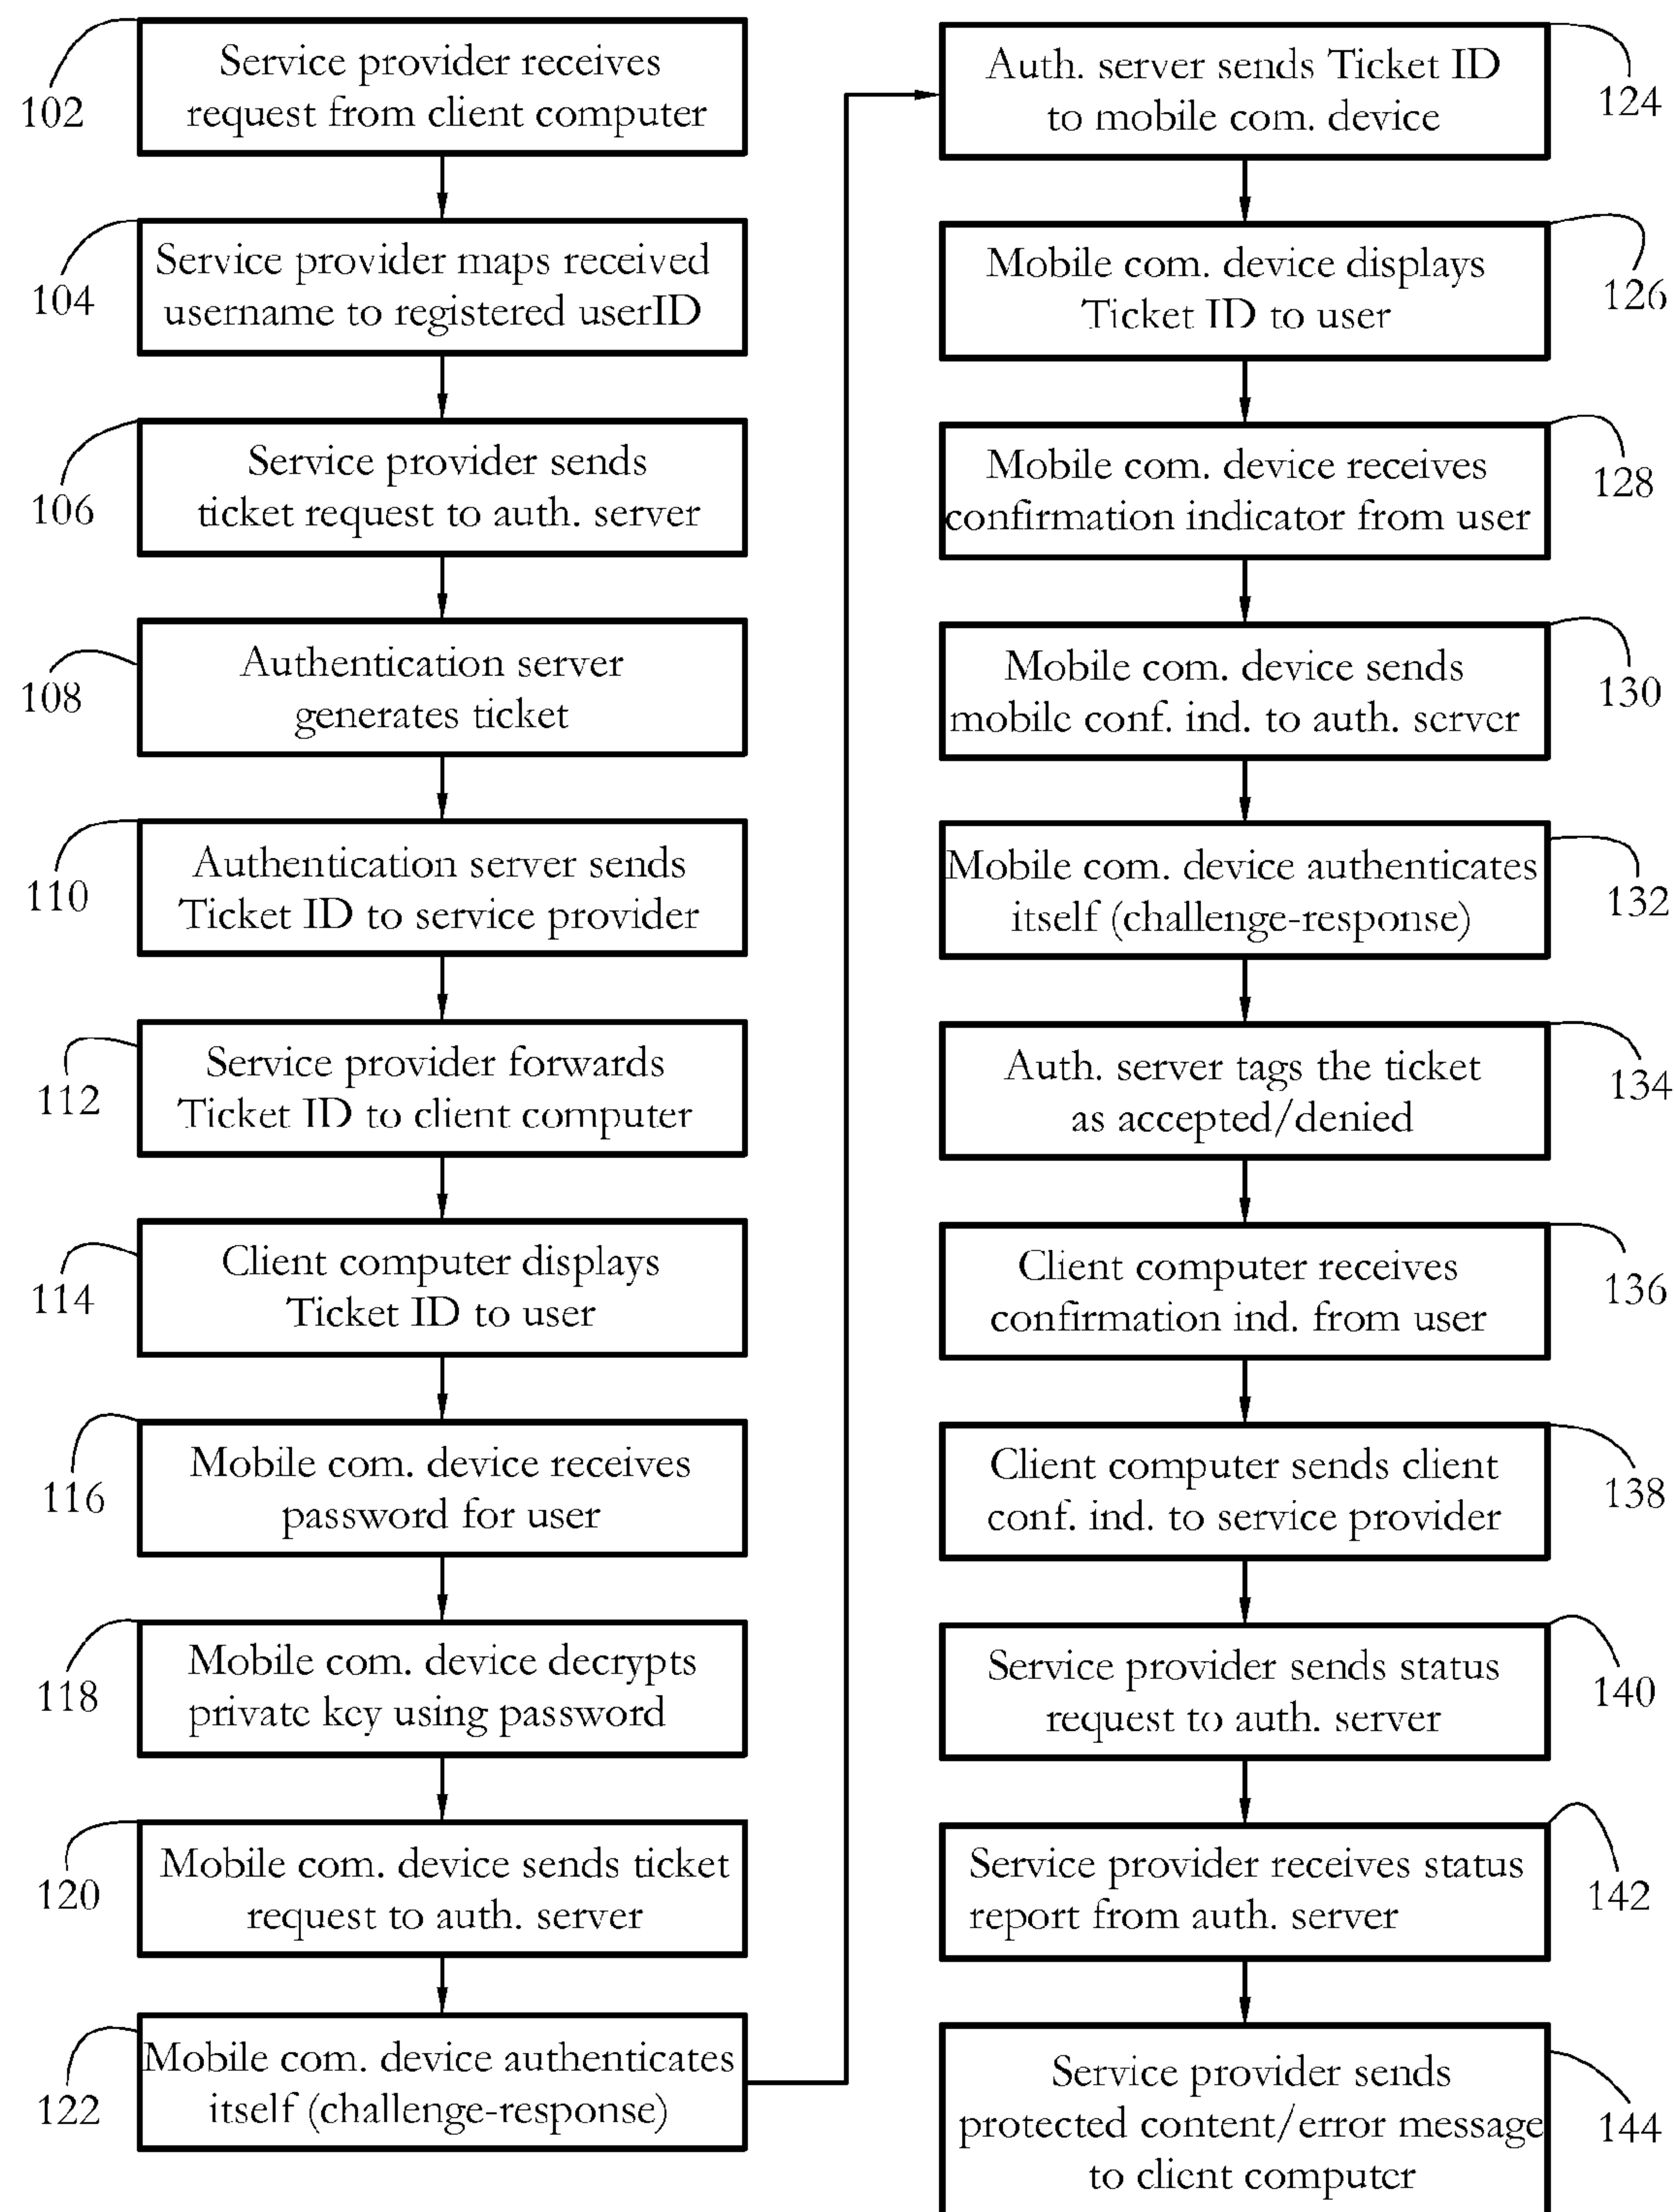 102
Service provider receives
request from client computer
104
Service provider maps received
username to registered userID
106
Service provider sends
ticket request to auth. server
108
Authentication server
generates ticket
110
Authentication server sends
Ticket ID to service provider
112
Service provider forwards
Ticket ID to client computer
114
Client computer displays
Ticket ID to user
116
Mobile com. device receives
password for user
118
Mobile com. device decrypts
private key using password
120
Mobile com. device sends ticket
request to auth. server
122
Mobile com. device authenticates
itself (challenge-response)
Auth. server sends Ticket ID
to mobile com. device
124
Mobile com. device displays
Ticket ID to user
126
Mobile com. device receives
confirmation indicator from user
128
Mobile com. device sends
mobile conf. ind. to auth. server
130
Mobile com. device authenticates
itself (challenge-response)
132
Auth. server tags the ticket
as accepted/denied
134
Client computer receives
confirmation ind. from user
136
Client computer sends client
conf. ind. to service provider
138
Service provider sends status
request to auth. server
140
Service provider receives status
report from auth. server
142
Service provider sends
protected content/error message
to client computer
144